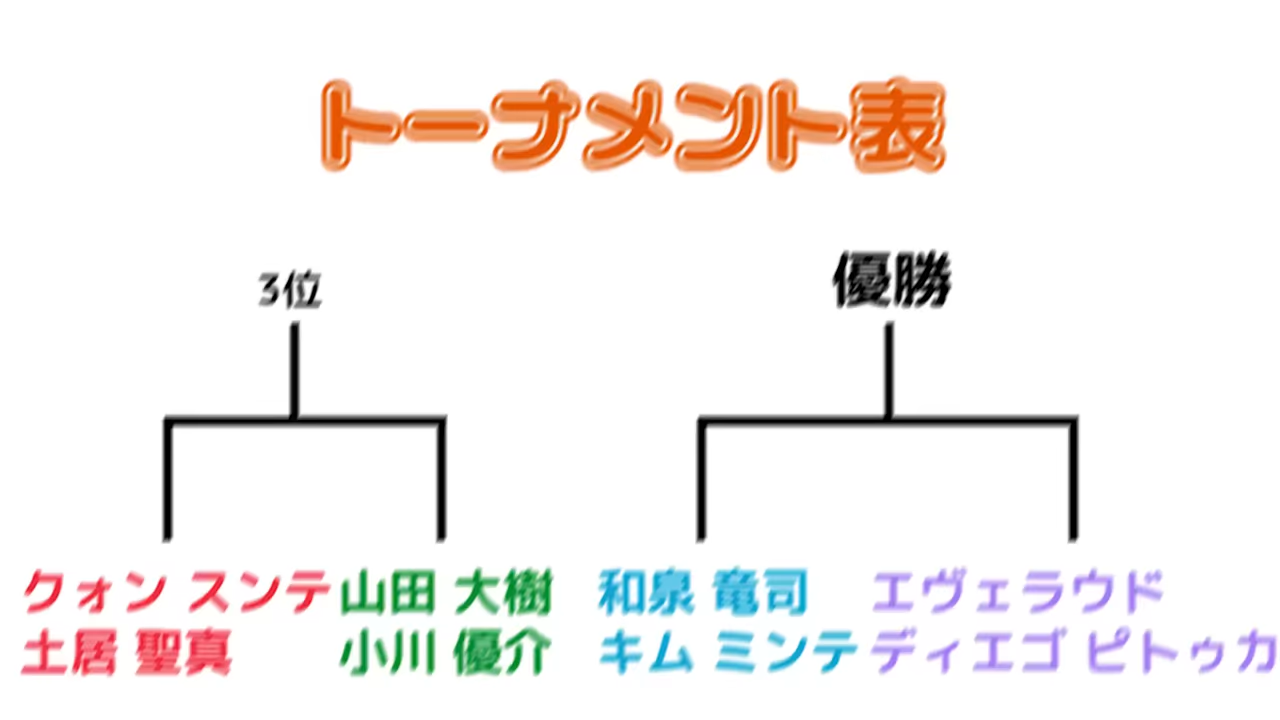 トーナメント表
3位
優勝
クォン スンテ
土居 聖真
山田 大樹
小川 優介
和泉 竜司
キム ミンテ
エヴェラウド
ディエゴ ピトゥカ